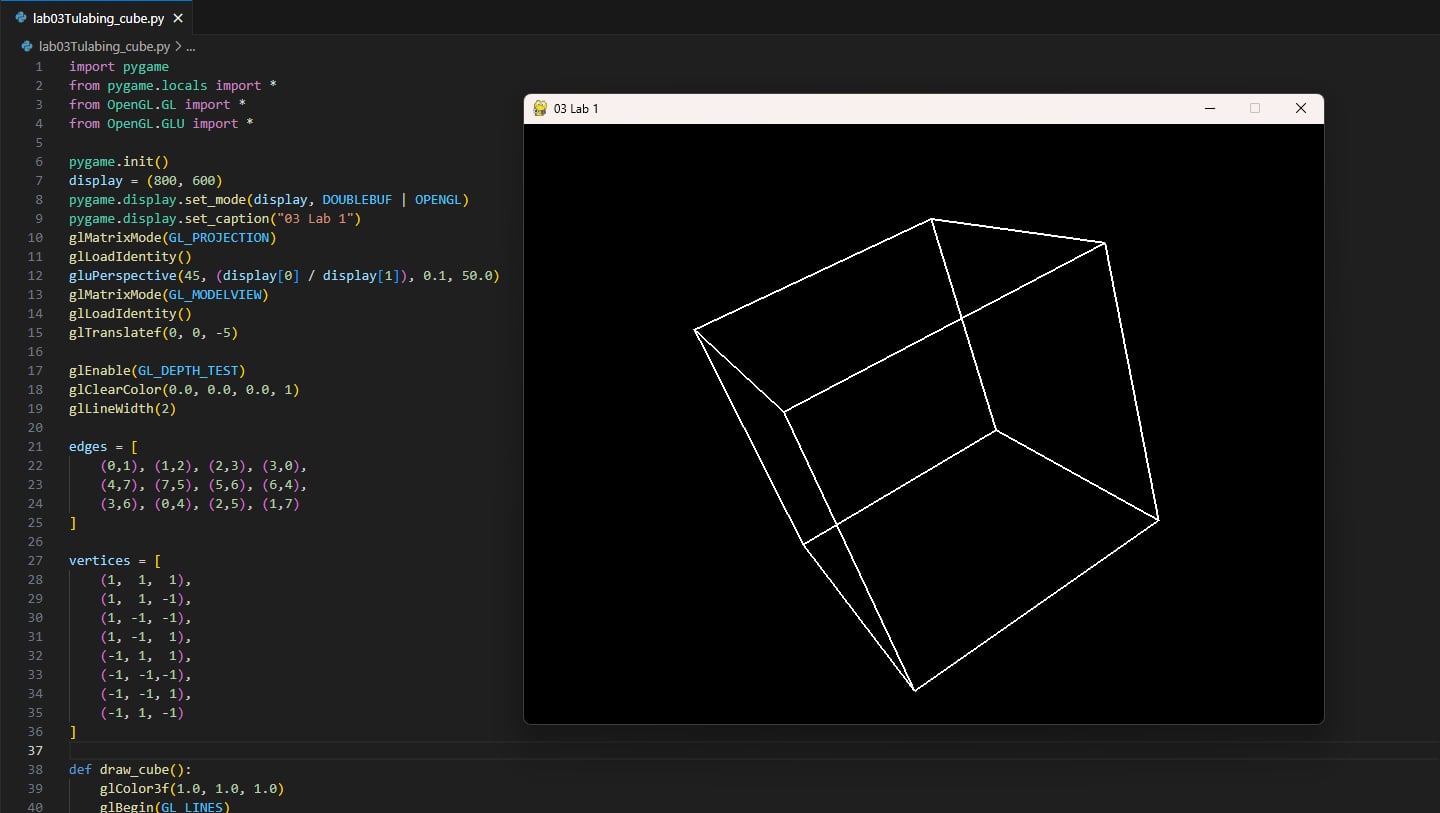 lab03Tulabing_cube.py ×
lab03Tulabing_cube.py > ...
1 import pygame
2 from pygame.locals import *
3 from OpenGL.GL import *
4 from OpenGL.GLU import *
5
6 pygame.init()
7 display = (800, 600)
8 pygame.display.set_mode(display, DOUBLEBUF | OPENGL)
9 pygame.display.set_caption("03 Lab 1")
10 glMatrixMode(GL_PROJECTION)
11 glLoadIdentity()
12 gluPerspective(45, (display[0] / display[1]), 0.1, 50.0)
13 glMatrixMode(GL_MODELVIEW)
14 glLoadIdentity()
15 glTranslatef(0, 0, -5)
16
17 glEnable(GL_DEPTH_TEST)
18 glClearColor(0.0, 0.0, 0.0, 1)
19 glLineWidth(2)
20
21 edges = [
22     (0,1), (1,2), (2,3), (3,0),
23     (4,7), (7,5), (5,6), (6,4),
24     (3,6), (0,4), (2,5), (1,7)
25 ]
26
27 vertices = [
28     (1,  1,  1),
29     (1,  1, -1),
30     (1, -1, -1),
31     (1, -1,  1),
32     (-1, 1,  1),
33     (-1, -1,-1),
34     (-1, -1, 1),
35     (-1, 1, -1)
36 ]
37
38 def draw_cube():
39     glColor3f(1.0, 1.0, 1.0)
40     glBegin(GL_LINES)
03 Lab 1